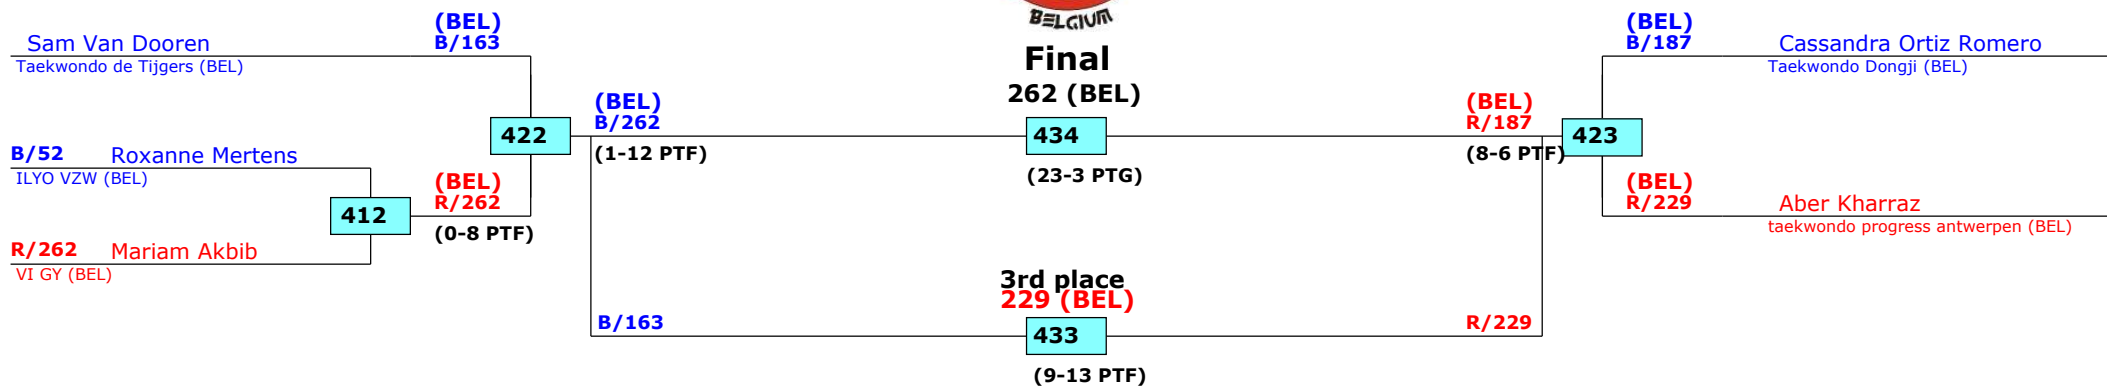 BELGIUM
Final
262 (BEL)
434
(23-3 PTG)
(BEL)
B/163
Sam Van Dooren
Taekwondo de Tijgers (BEL)
422
(BEL)
B/262
(1-12 PTF)
B/52 Roxanne Mertens
ILYO VZW (BEL)
412
(BEL)
R/262
(0-8 PTF)
R/262 Mariam Akbib
VI GY (BEL)
(BEL)
B/187
Cassandra Ortiz Romero
Taekwondo Dongji (BEL)
(BEL)
R/187
(8-6 PTF)
423
(BEL)
R/229
Aber Kharraz
taekwondo progress antwerpen (BEL)
3rd place
229 (BEL)
B/163
433
R/229
(9-13 PTF)